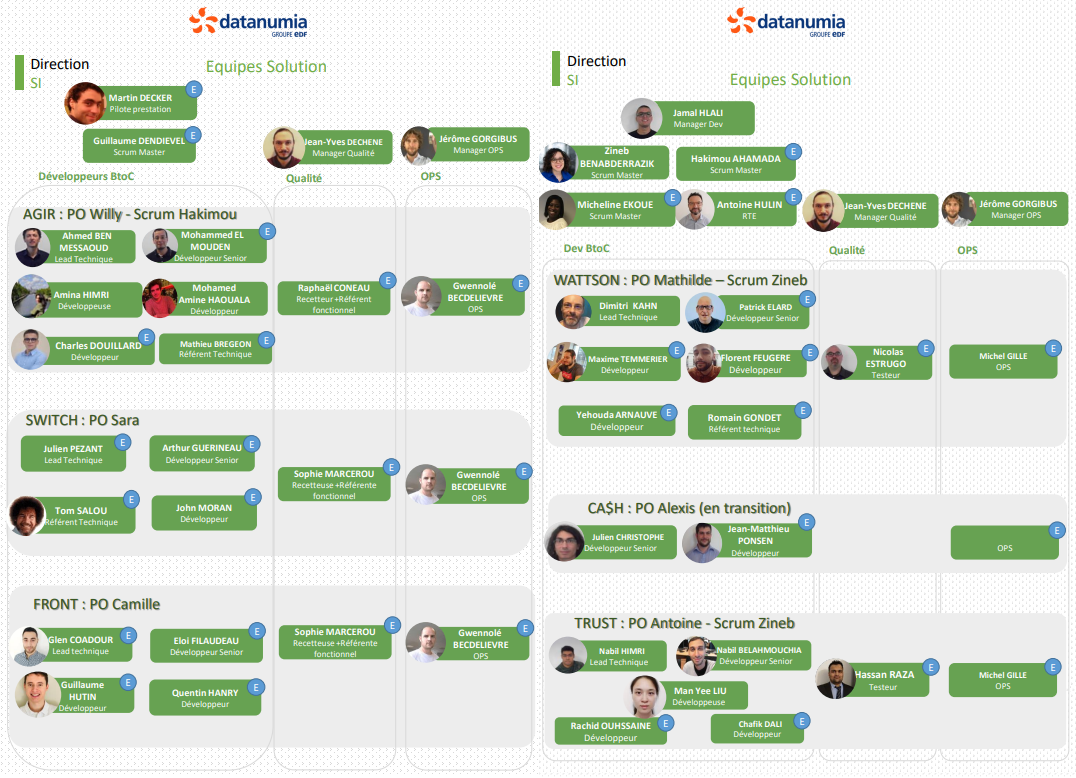 datanumia
GROUPE EDF
Direction
SI
Equipes Solution
E
Martin DECKER
Pilote prestation
E
Guillaume DENDIEVEL
Scrum Master
Jean-Yves DECHENE
Manager Qualité
Jérôme GORGIBUS
Manager OPS
Développeurs BtoC
Qualité
OPS
AGIR : PO Willy - Scrum Hakimou
Ahmed BEN
MESSAOUD
Lead Technique
E
Mohammed EL
MOUDEN
Développeur Senior
Amina HIMRI
Développeuse
Mohamed
Amine HAOUALA
Développeur
E
Raphaël CONEAU
Recetteur +Référent
fonctionnel
E
Gwennolé
BECDELIEVRE
OPS
E
Charles DOUILLARD
Développeur
E
Mathieu BREGEON
Référent Technique
SWITCH : PO Sara
E
Julien PEZANT
Lead Technique
E
Arthur GUERINEAU
Développeur Senior
E
Sophie MARCEROU
Recetteuse +Référente
fonctionnel
E
Gwennolé
BECDELIEVRE
OPS
E
Tom SALOU
Référent Technique
E
John MORAN
Développeur
FRONT : PO Camille
E
Glen COADOUR
Lead technique
E
Eloi FILAUDEAU
Développeur Senior
E
Sophie MARCEROU
Recetteuse +Référente
fonctionnel
E
Gwennolé
BECDELIEVRE
OPS
E
Guillaume
HUTIN
Développeur
E
Quentin HANRY
Développeur
datanumia
GROUPE EDF
Direction
SI
Equipes Solution
Jamal HLALI
Manager Dev
Zineb
BENABDERRAZIK
Scrum Master
E
Hakimou AHAMADA
Scrum Master
E
Micheline EKOUE
Scrum Master
E
Antoine HULIN
RTE
Jean-Yves DECHENE
Manager Qualité
Jérôme GORGIBUS
Manager OPS
Dev BtoC
Qualité
OPS
WATTSON : PO Mathilde – Scrum Zineb
Dimitri KAHN
Lead Technique
E
Patrick ELARD
Développeur Senior
E
Maxime TEMMERIER
Développeur
E
Florent FEUGERE
Développeur
E
Nicolas
ESTRUGO
Testeur
E
Michel GILLE
OPS
E
Yehouda ARNAUVE
Développeur
E
Romain GONDET
Référent technique
CA$H : PO Alexis (en transition)
Julien CHRISTOPHE
Développeur Senior
E
Jean-Matthieu
PONSEN
Développeur
E
OPS
TRUST : PO Antoine - Scrum Zineb
Nabil HIMRI
Lead Technique
Nabil BELAHMOUCHIA
Développeur Senior
E
Hassan RAZA
Testeur
E
Michel GILLE
OPS
Man Yee LIU
Développeuse
E
Rachid OUHSSAINE
Développeur
E
Chafik DALI
Développeur